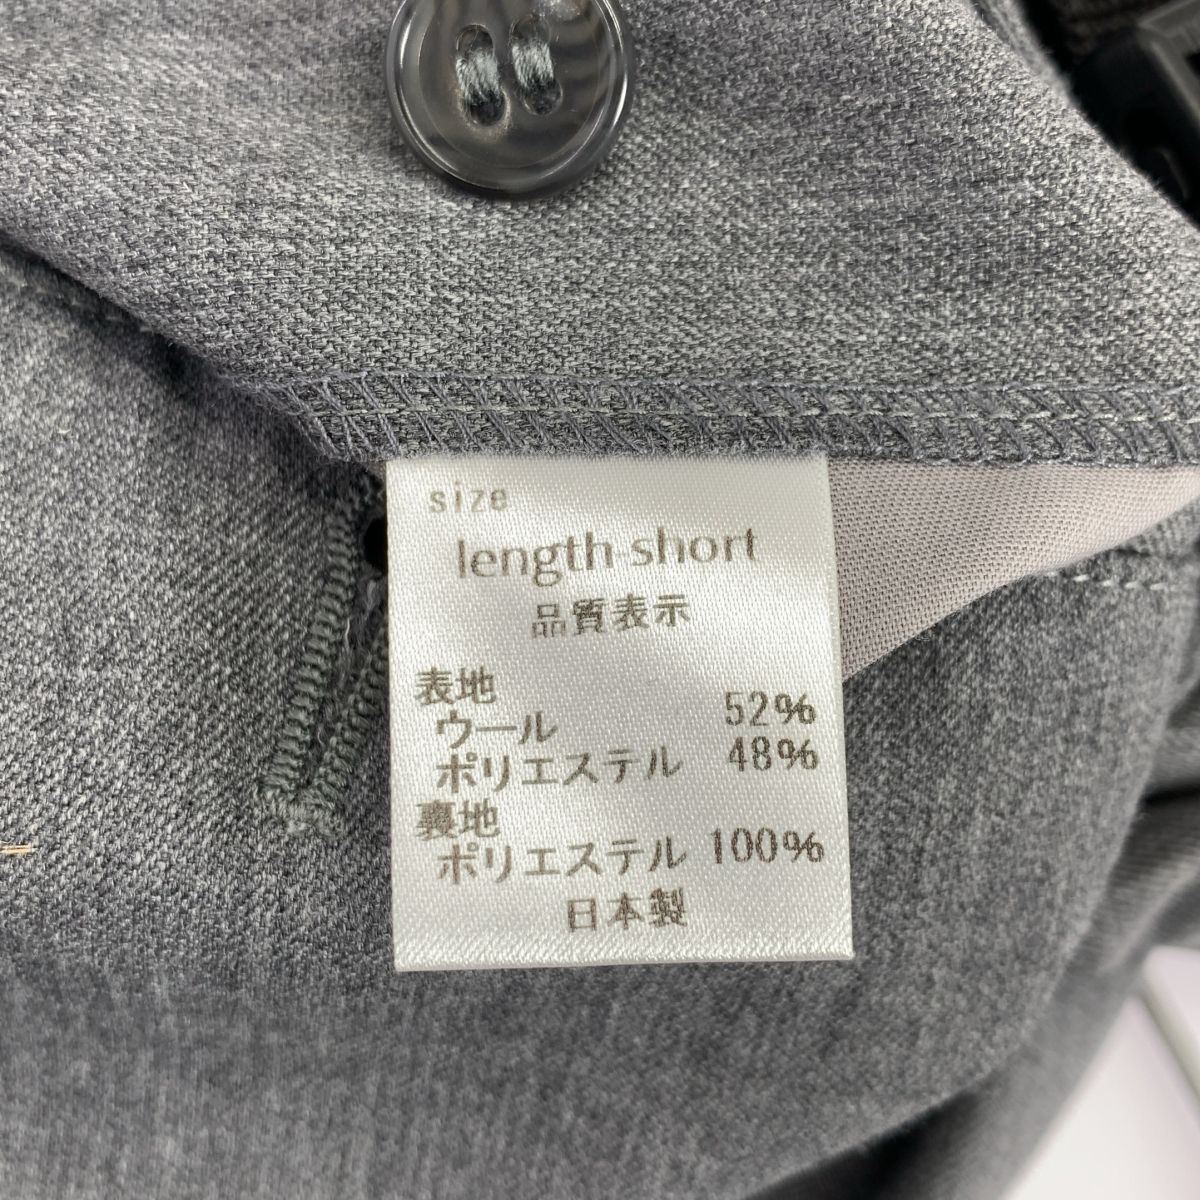 size
length-short
品質表示
表地
ウール 52%
ポリエステル 48%
裏地
ポリエステル 100%
日本製